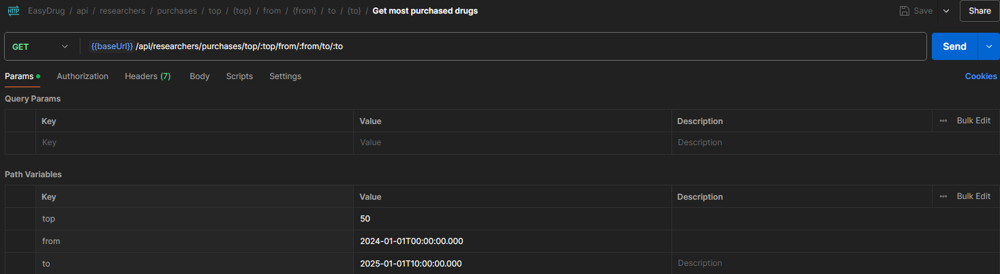 HTTP EasyDrug / api / researchers / purchases / top / {top} / from / {from} / to / {to} / Get most purchased drugs Save Share
GET {{baseUrl}}/api/researchers/purchases/top/:top/from/:from/to/:to Send
Params Authorization Headers (7) Body Scripts Settings Cookies
Query Params
Key Value Description Bulk Edit
Key Value Description
Path Variables
Key Value Description Bulk Edit
top 50
from 2024-01-01T00:00:00.000
to 2025-01-01T10:00:00.000 Description